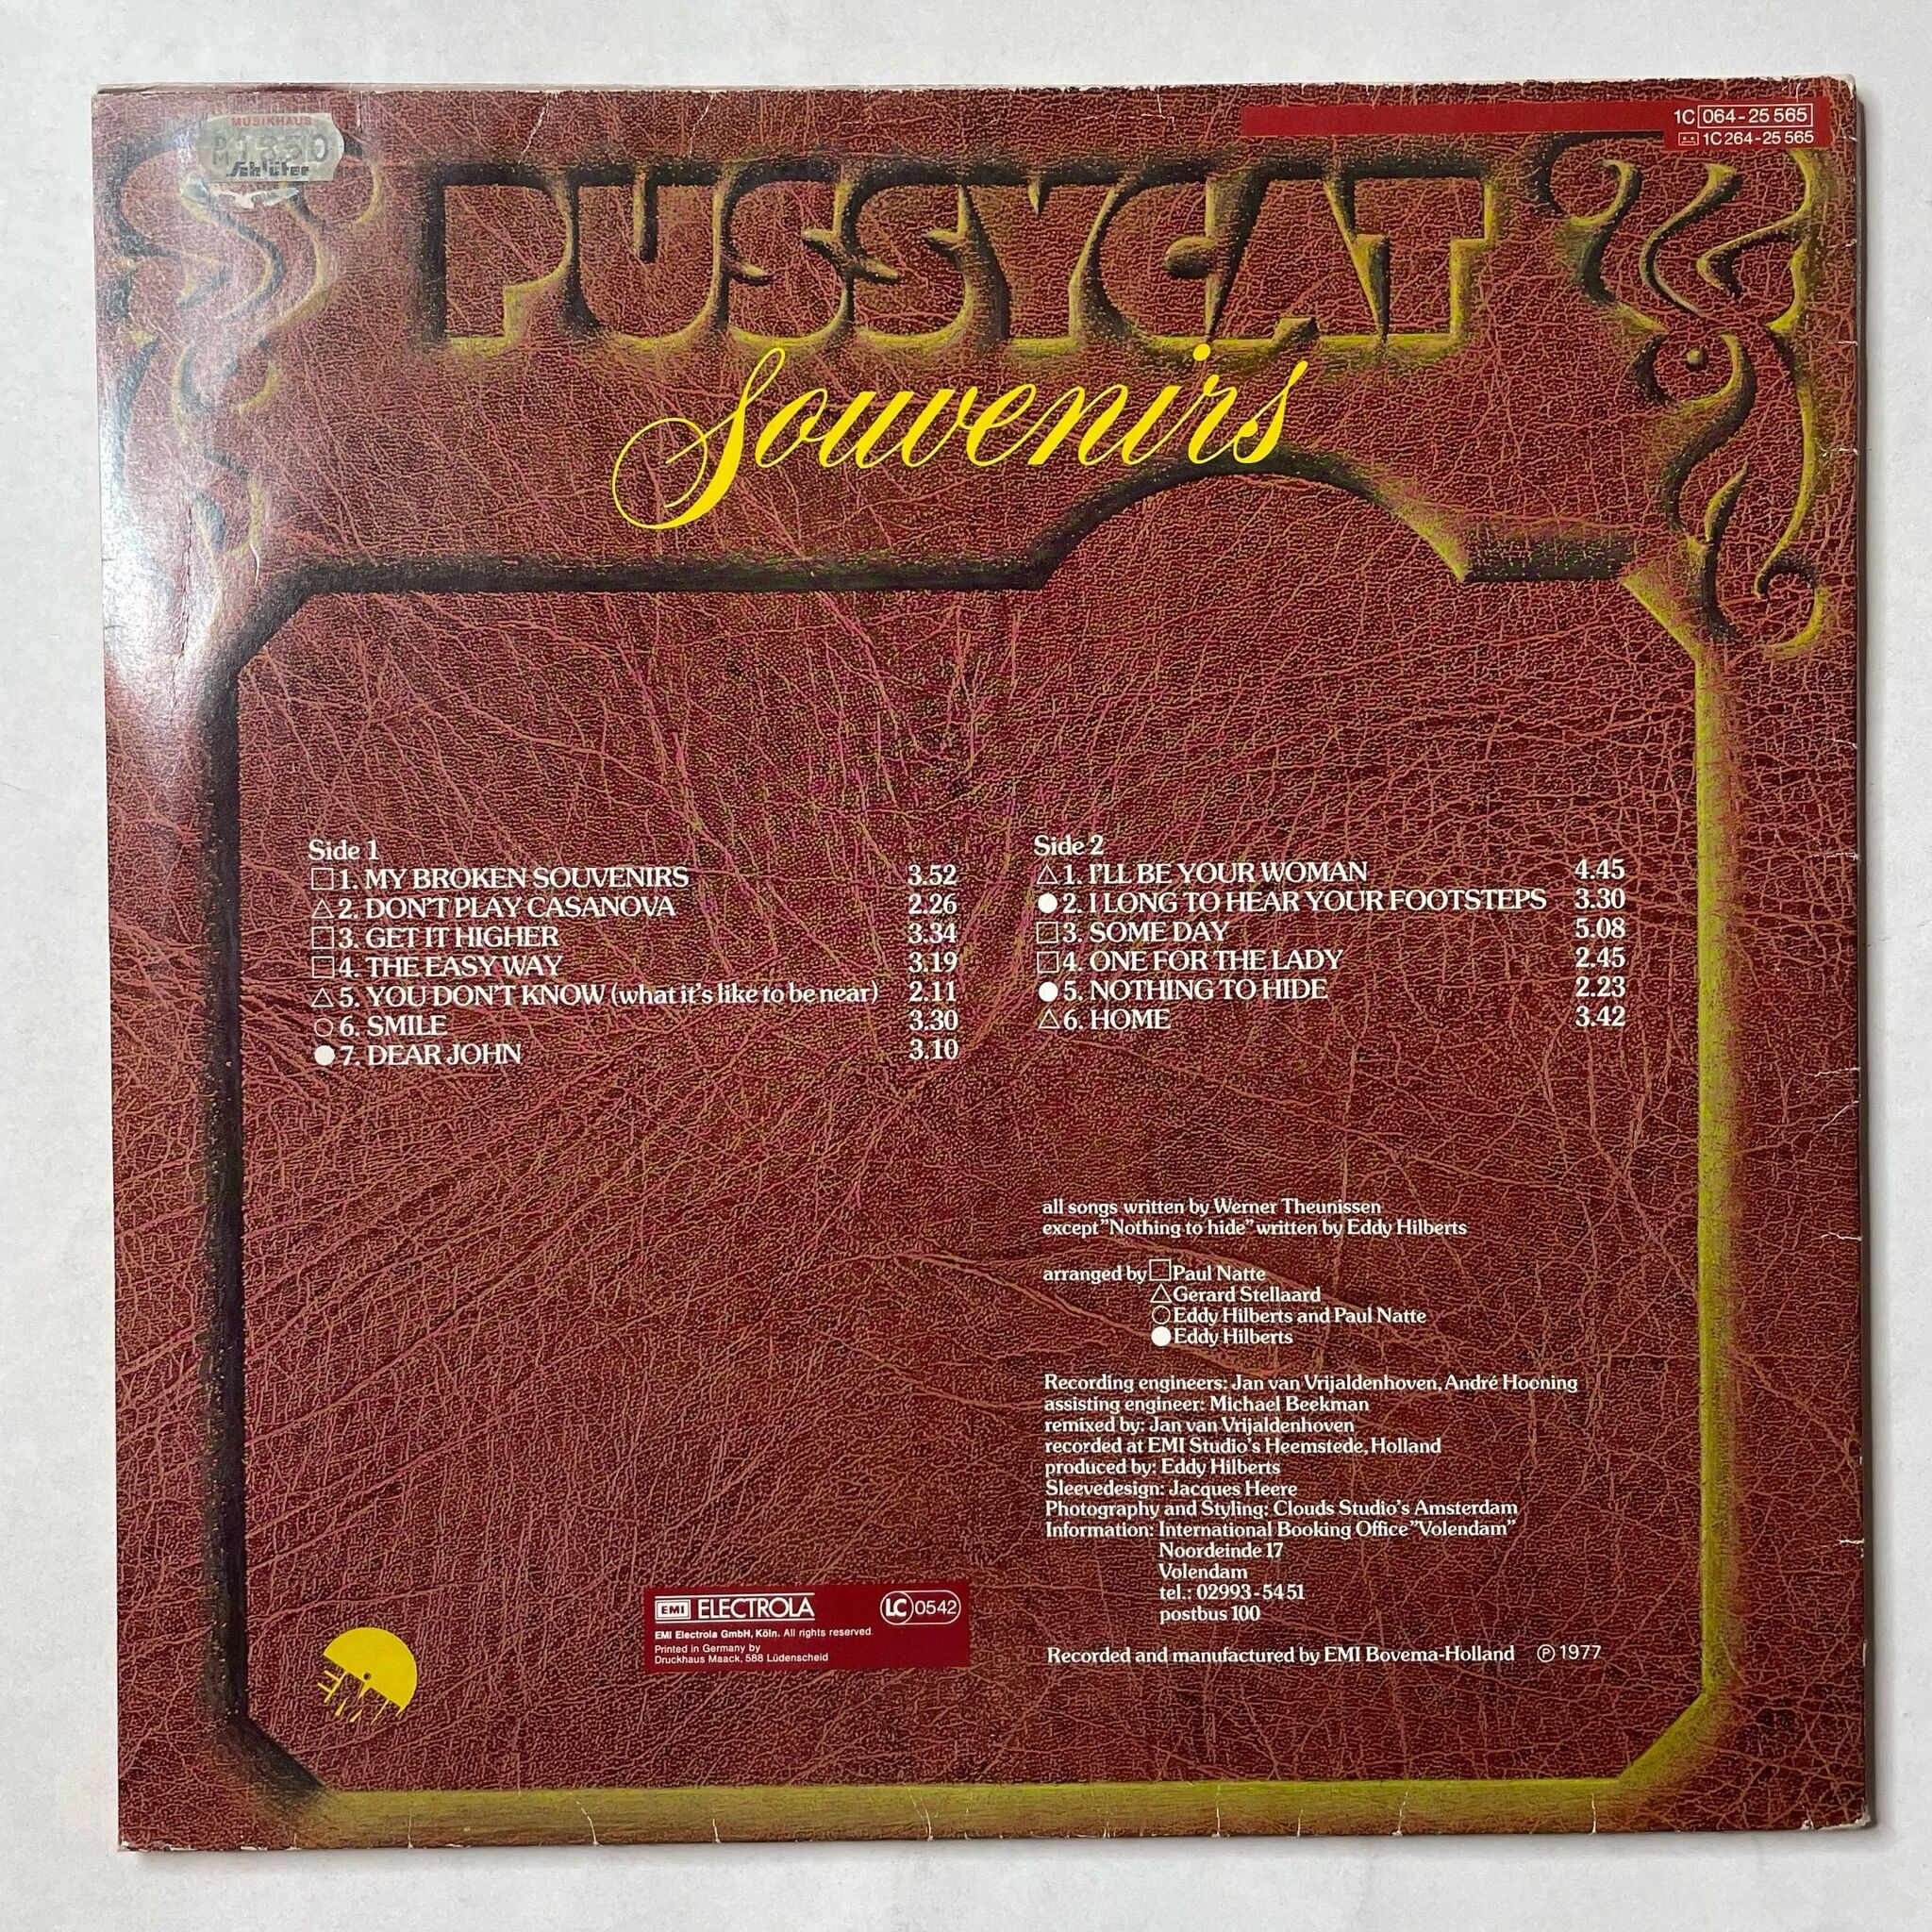 MUSIKHAUS
Schlüter
1C 064-25 565
1C 264-25 565
PUSSYCAT
Souvenirs
Side 1
□1. MY BROKEN SOUVENIRS 3.52
△2. DON'T PLAY CASANOVA 2.26
□3. GET IT HIGHER 3.34
□4. THE EASY WAY 3.19
△5. YOU DON'T KNOW (what it's like to be near) 2.11
○6. SMILE 3.30
●7. DEAR JOHN 3.10
Side 2
△1. I'LL BE YOUR WOMAN 4.45
●2. I LONG TO HEAR YOUR FOOTSTEPS 3.30
□3. SOME DAY 5.08
□4. ONE FOR THE LADY 2.45
●5. NOTHING TO HIDE 2.23
△6. HOME 3.42
all songs written by Werner Theunissen
except "Nothing to hide" written by Eddy Hilberts
arranged by □Paul Natte
△Gerard Stellaard
○Eddy Hilberts and Paul Natte
●Eddy Hilberts
Recording engineers: Jan van Vrijaldenhoven, André Hooning
assisting engineer: Michael Beekman
remixed by: Jan van Vrijaldenhoven
recorded at EMI Studio's Heemstede, Holland
produced by: Eddy Hilberts
Sleevedesign: Jacques Heere
Photography and Styling: Clouds Studio's Amsterdam
Information: International Booking Office "Volendam"
Noordeinde 17
Volendam
tel.: 02993-5451
postbus 100
Recorded and manufactured by EMI Bovema-Holland ℗ 1977
EMI ELECTROLA LC 0542
EMI Electrola GmbH, Köln. All rights reserved.
Printed in Germany by
Druckhaus Maack, 588 Lüdenscheid